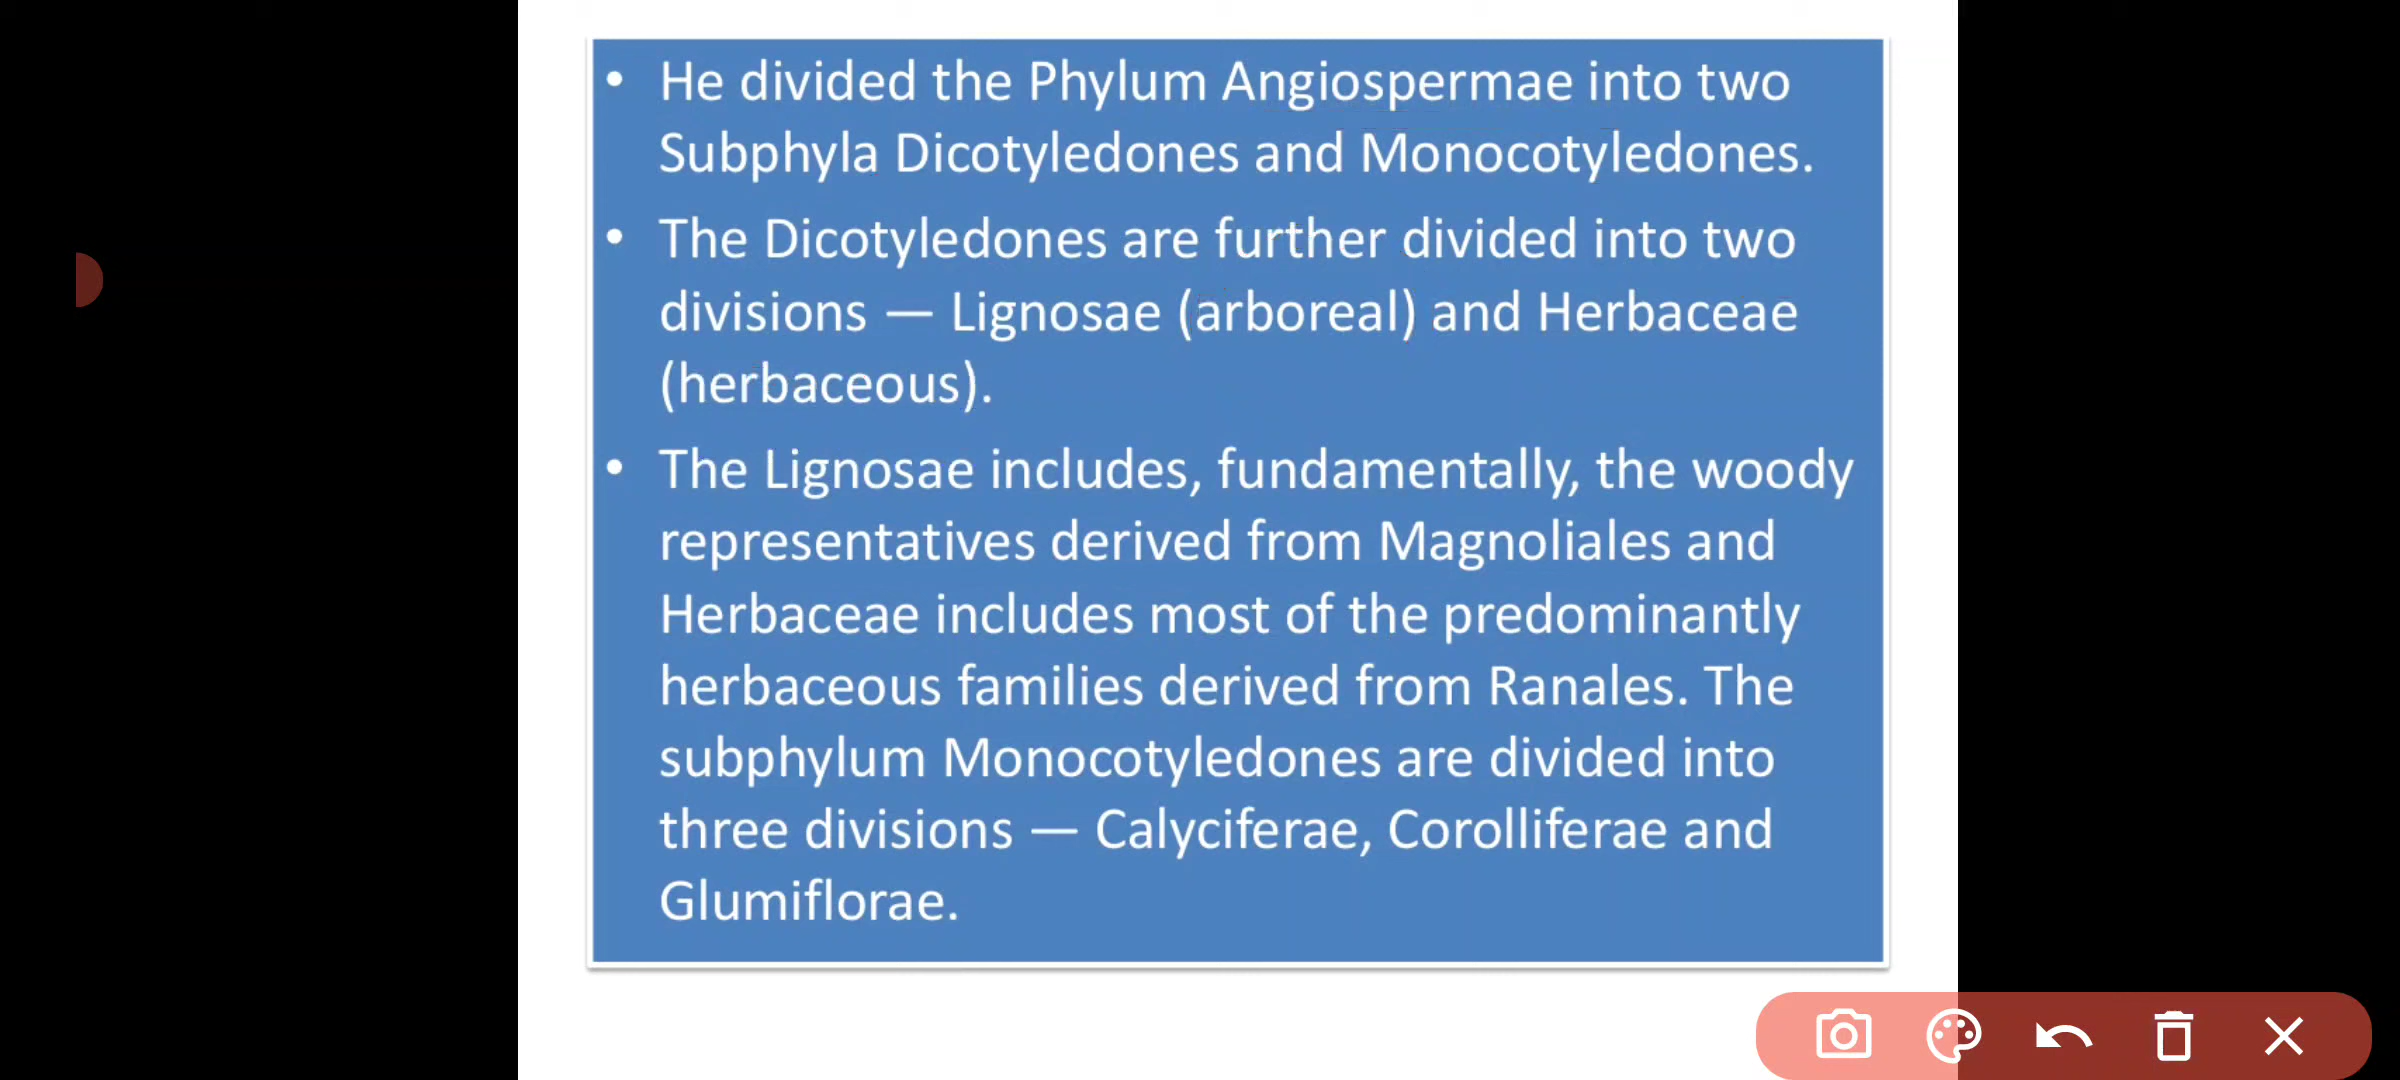 • He divided the Phylum Angiospermae into two
Subphyla Dicotyledones and Monocotyledones.
• The Dicotyledones are further divided into two
divisions — Lignosae (arboreal) and Herbaceae
(herbaceous).
• The Lignosae includes, fundamentally, the woody
representatives derived from Magnoliales and
Herbaceae includes most of the predominantly
herbaceous families derived from Ranales. The
subphylum Monocotyledones are divided into
three divisions — Calyciferae, Corolliferae and
Glumiflorae.